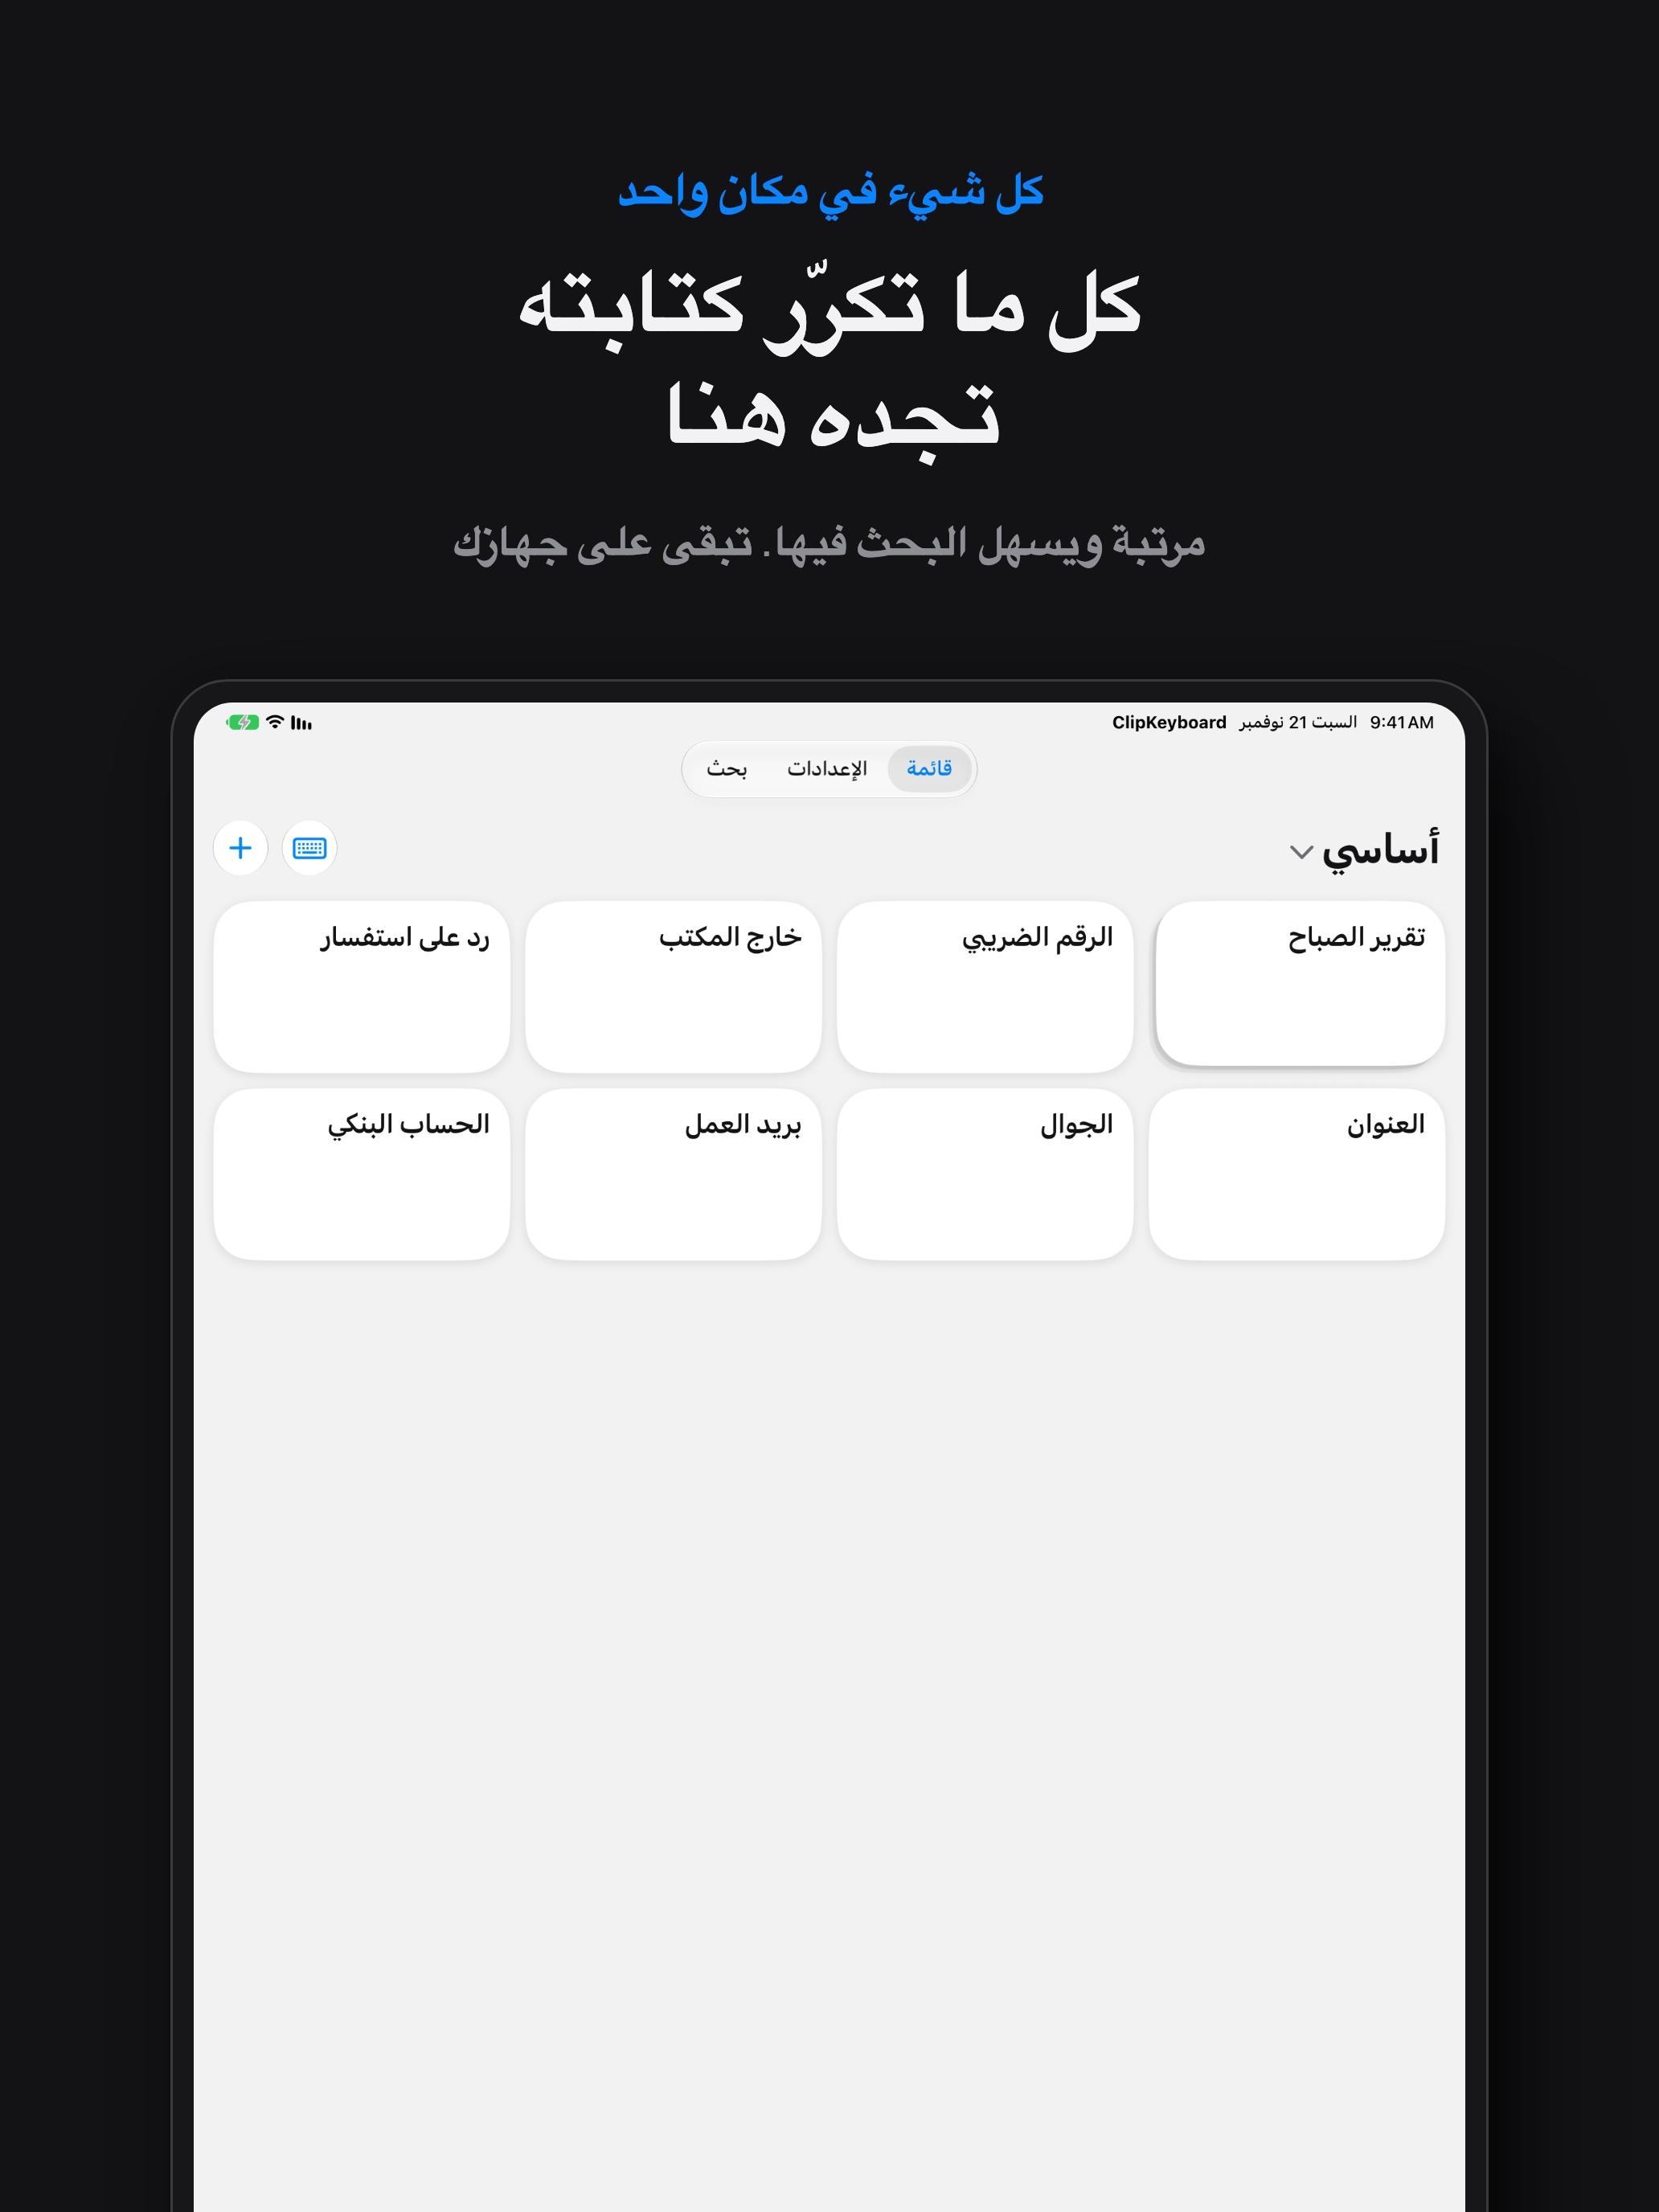 كل شيء في مكان واحد
كل ما تكرّر كتابته
تجده هنا
مرتبة ويسهل البحث فيها. تبقى على جهازك
9:41 AM السبت 21 نوفمبر ClipKeyboard
قائمة الإعدادات بحث
أساسي
تقرير الصباح الرقم الضريبي خارج المكتب رد على استفسار
العنوان الجوال بريد العمل الحساب البنكي